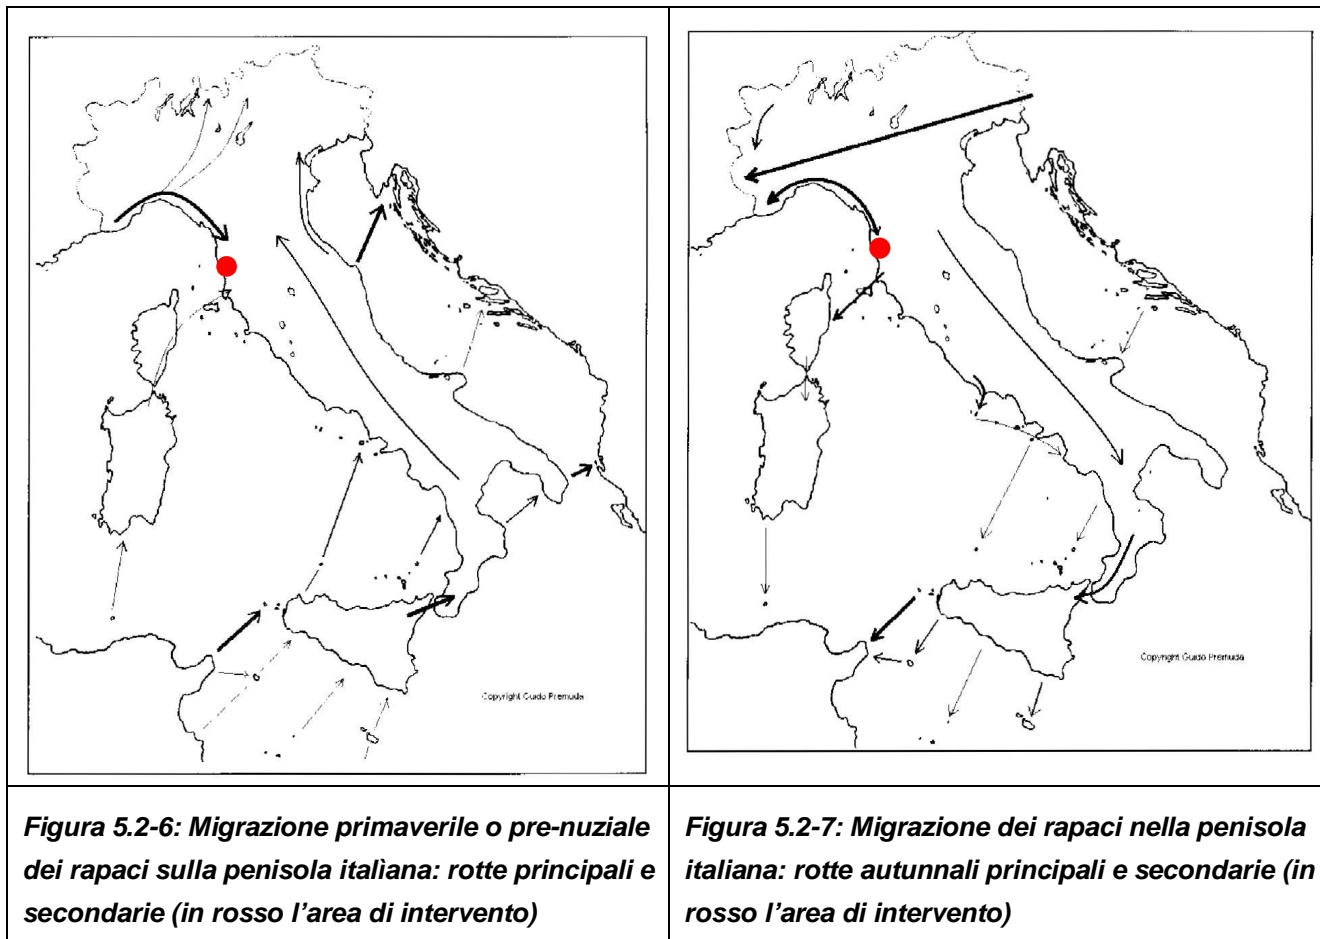 Copyright Guido Premuda
Copyright Guido Premuda
Figura 5.2-6: Migrazione primaverile o pre-nuziale
dei rapaci sulla penisola italìana: rotte principali e
secondarie (in rosso l’area di intervento)
Figura 5.2-7: Migrazione dei rapaci nella penisola
italiana: rotte autunnali principali e secondarie (in
rosso l’area di intervento)